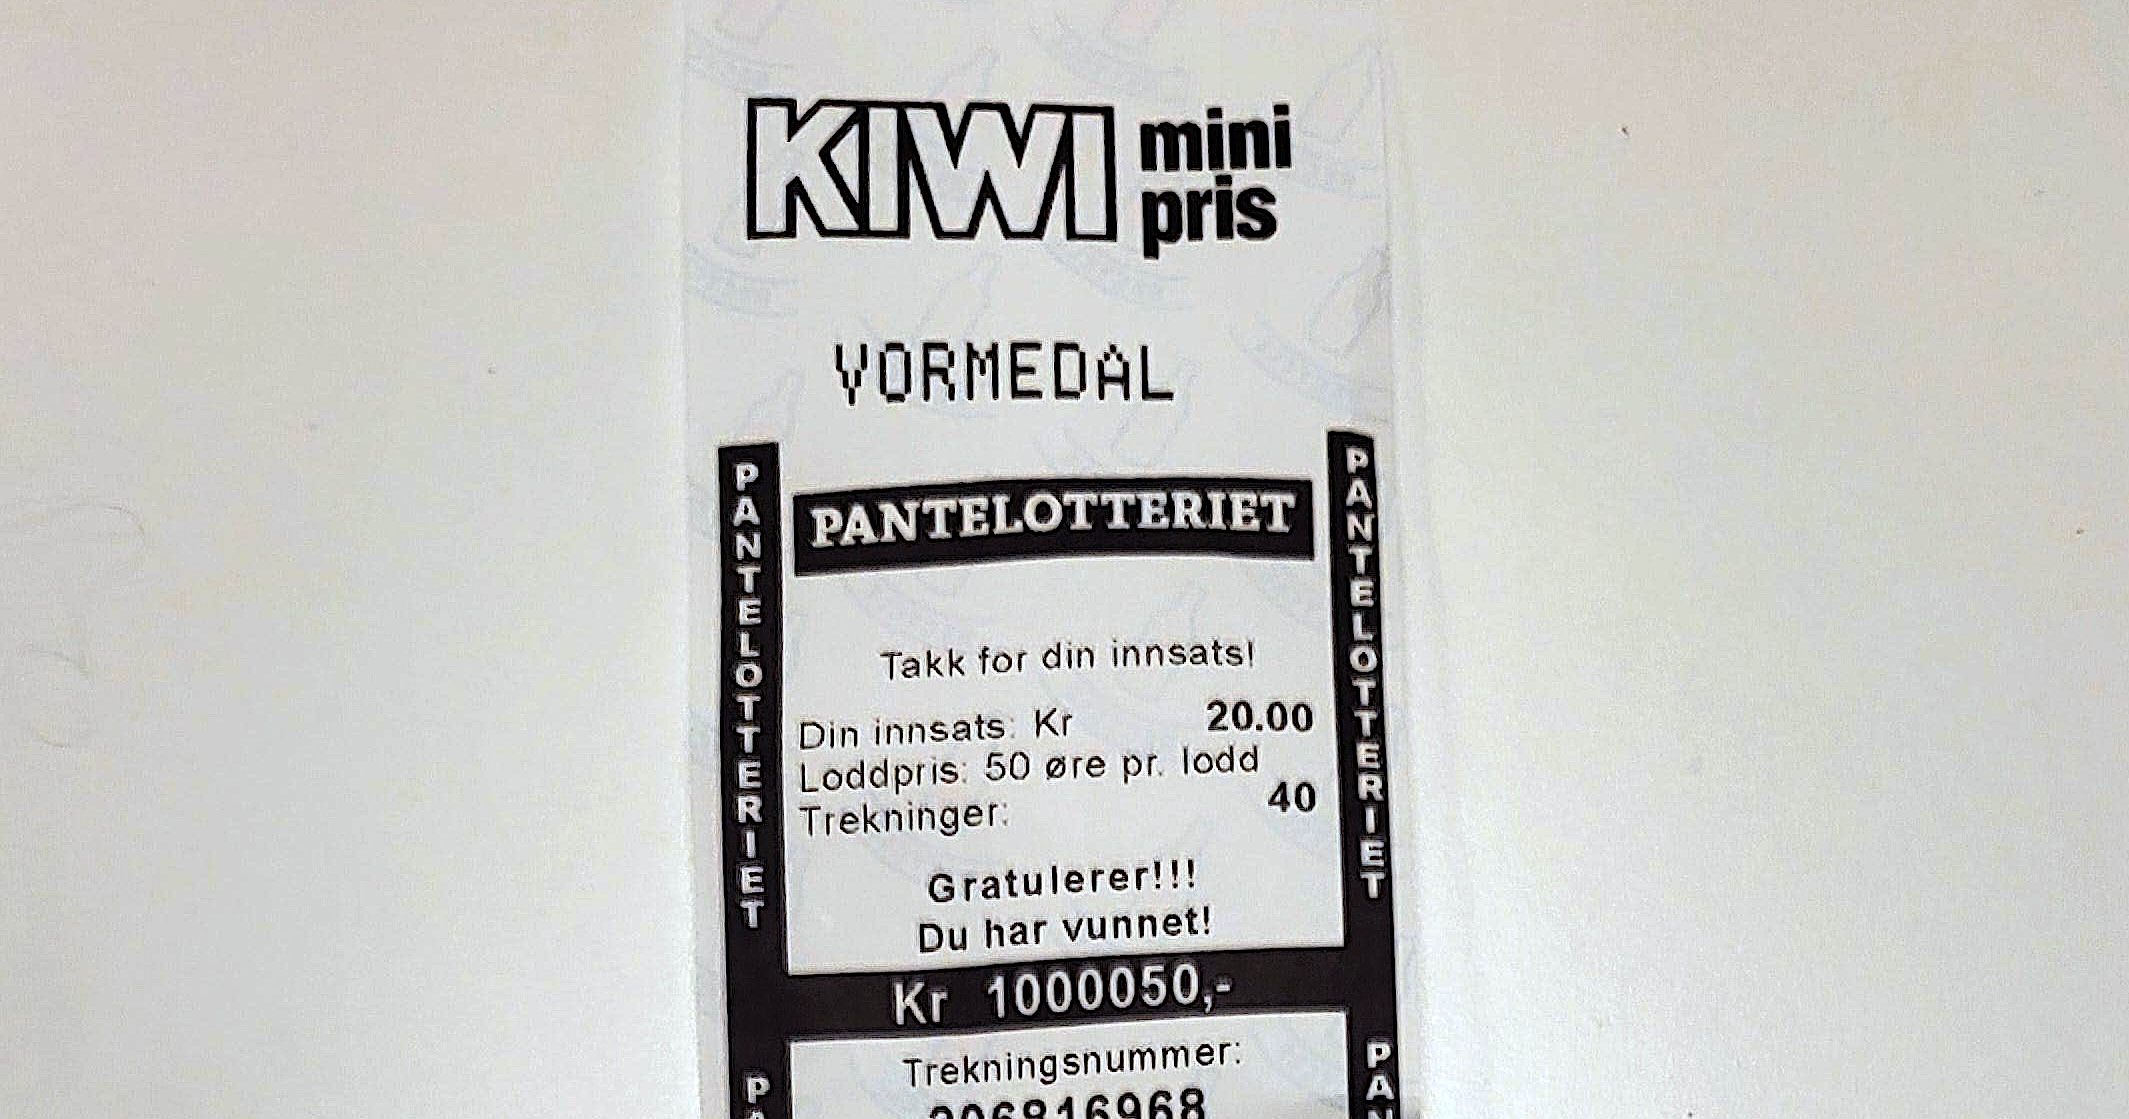 KIWI mini pris
VORMEDAL
PANTELOTTERIET
PANTELOTTERIET
PANTELOTTERIET
Takk for din innsats!
Din innsats: Kr 20.00
Loddpris: 50 øre pr. lodd
Trekninger: 40
Gratulerer!!!
Du har vunnet!
Kr 1000050,-
Trekningsnummer: